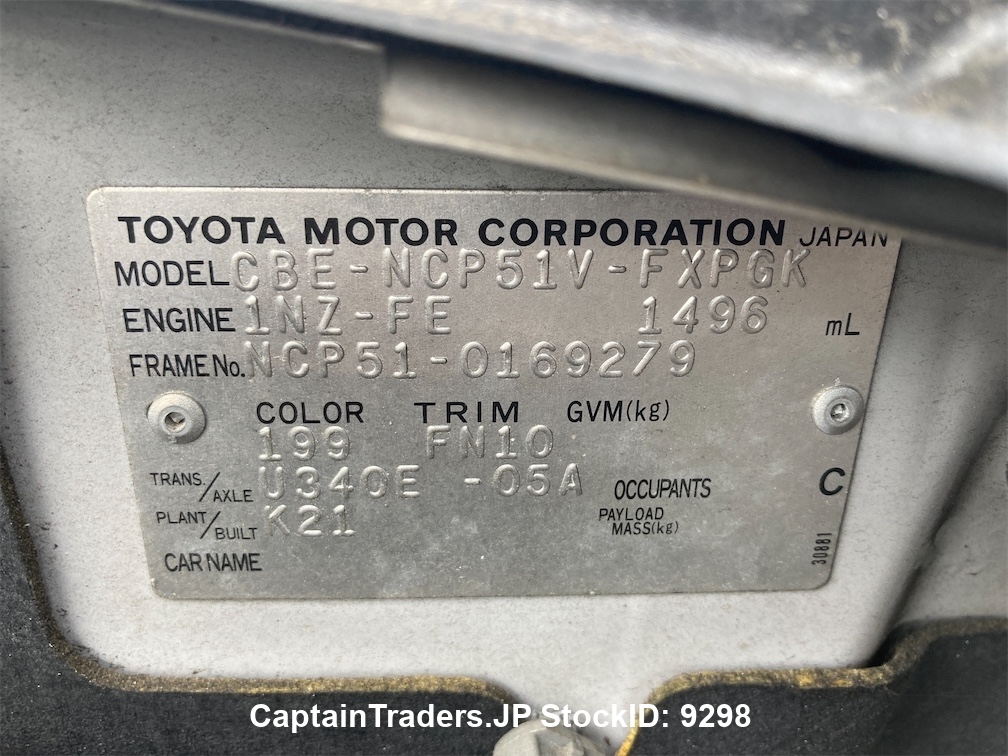 TOYOTA MOTOR CORPORATION JAPAN
MODEL CBE-NCP51V-FXPGK
ENGINE 1NZ-FE 1496 mL
FRAME No. NCP51-0169279
COLOR TRIM GVM(kg)
199 FN10
TRANS./AXLE U340E -05A OCCUPANTS C
PLANT/BUILT K21 PAYLOAD MASS(kg)
CAR NAME
30881
CaptainTraders.JP StockID: 9298